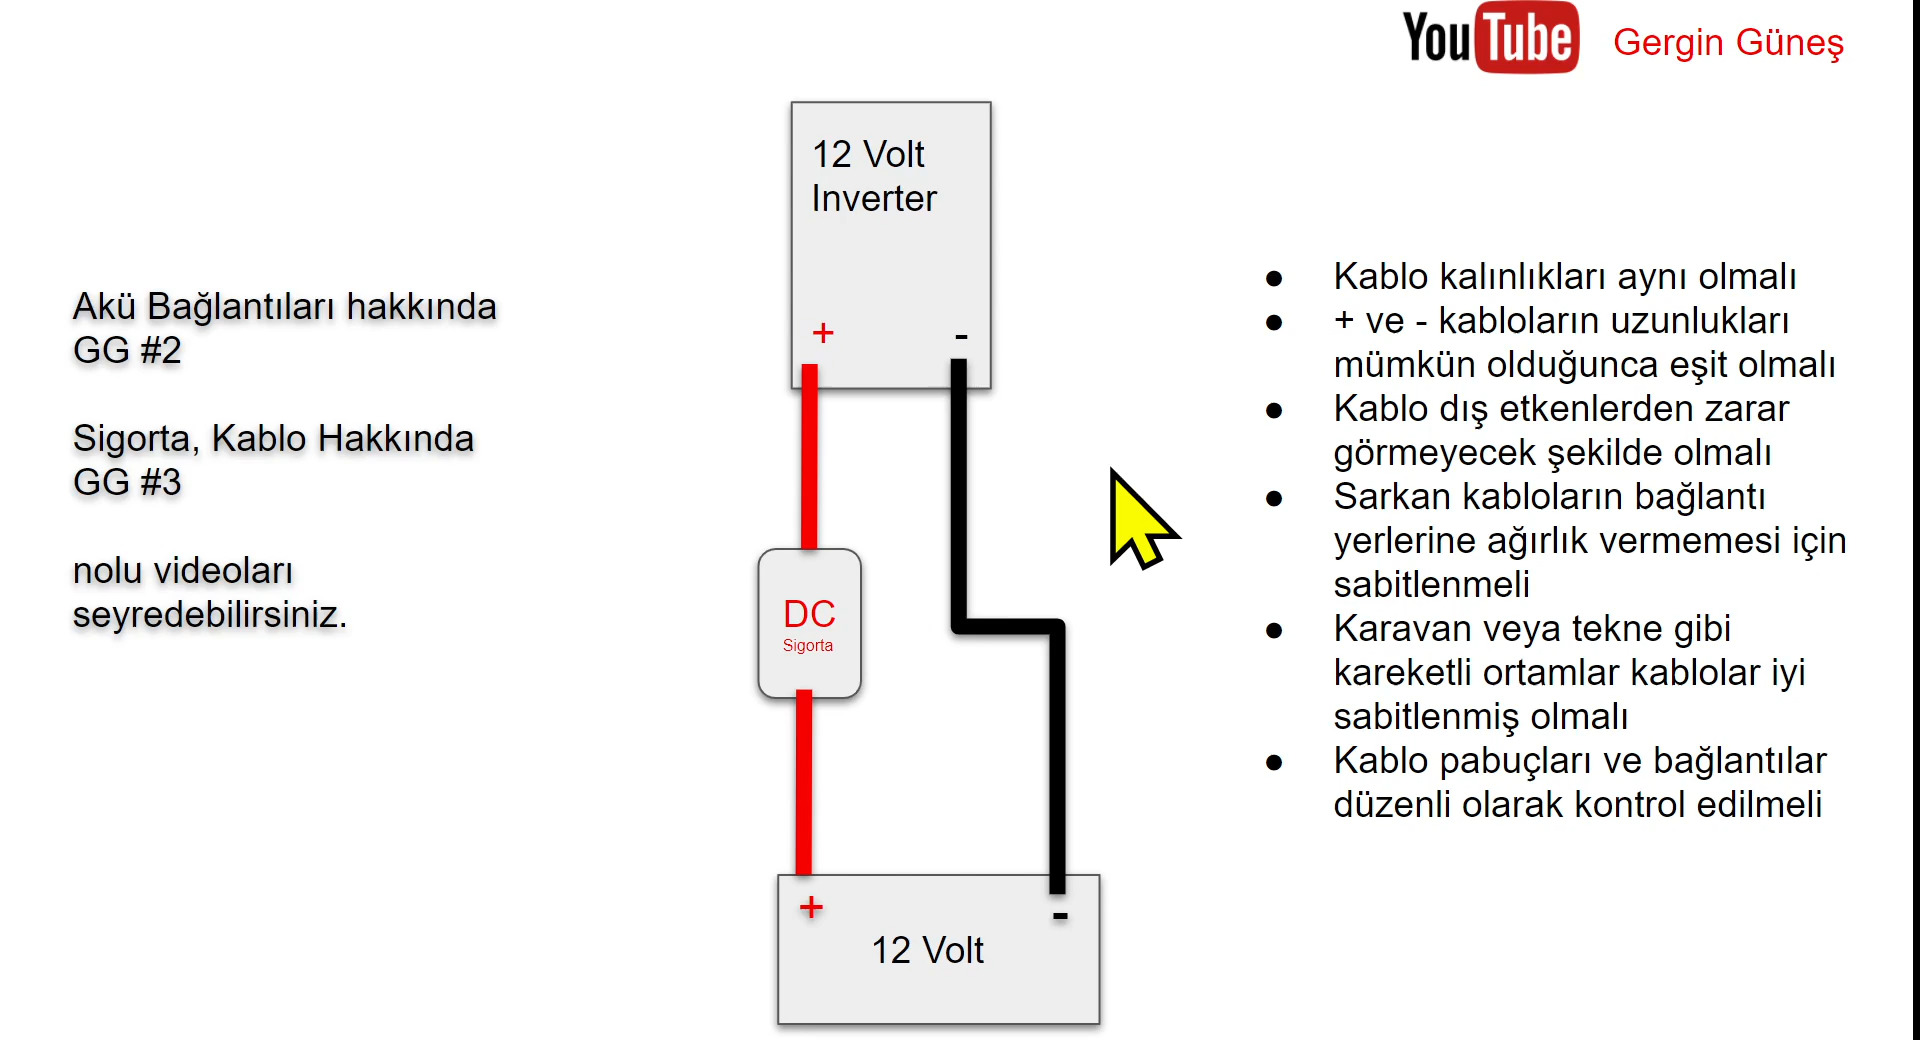 YouTube Gergin Güneş
12 Volt
Inverter
+ -
DC
Sigorta
+ -
12 Volt
Akü Bağlantıları hakkında
GG #2
Sigorta, Kablo Hakkında
GG #3
nolu videoları
seyredebilirsiniz.
● Kablo kalınlıkları aynı olmalı
● + ve - kabloların uzunlukları
mümkün olduğunca eşit olmalı
● Kablo dış etkenlerden zarar
görmeyecek şekilde olmalı
● Sarkan kabloların bağlantı
yerlerine ağırlık vermemesi için
sabitlenmeli
● Karavan veya tekne gibi
kareketli ortamlar kablolar iyi
sabitlenmiş olmalı
● Kablo pabuçları ve bağlantılar
düzenli olarak kontrol edilmeli